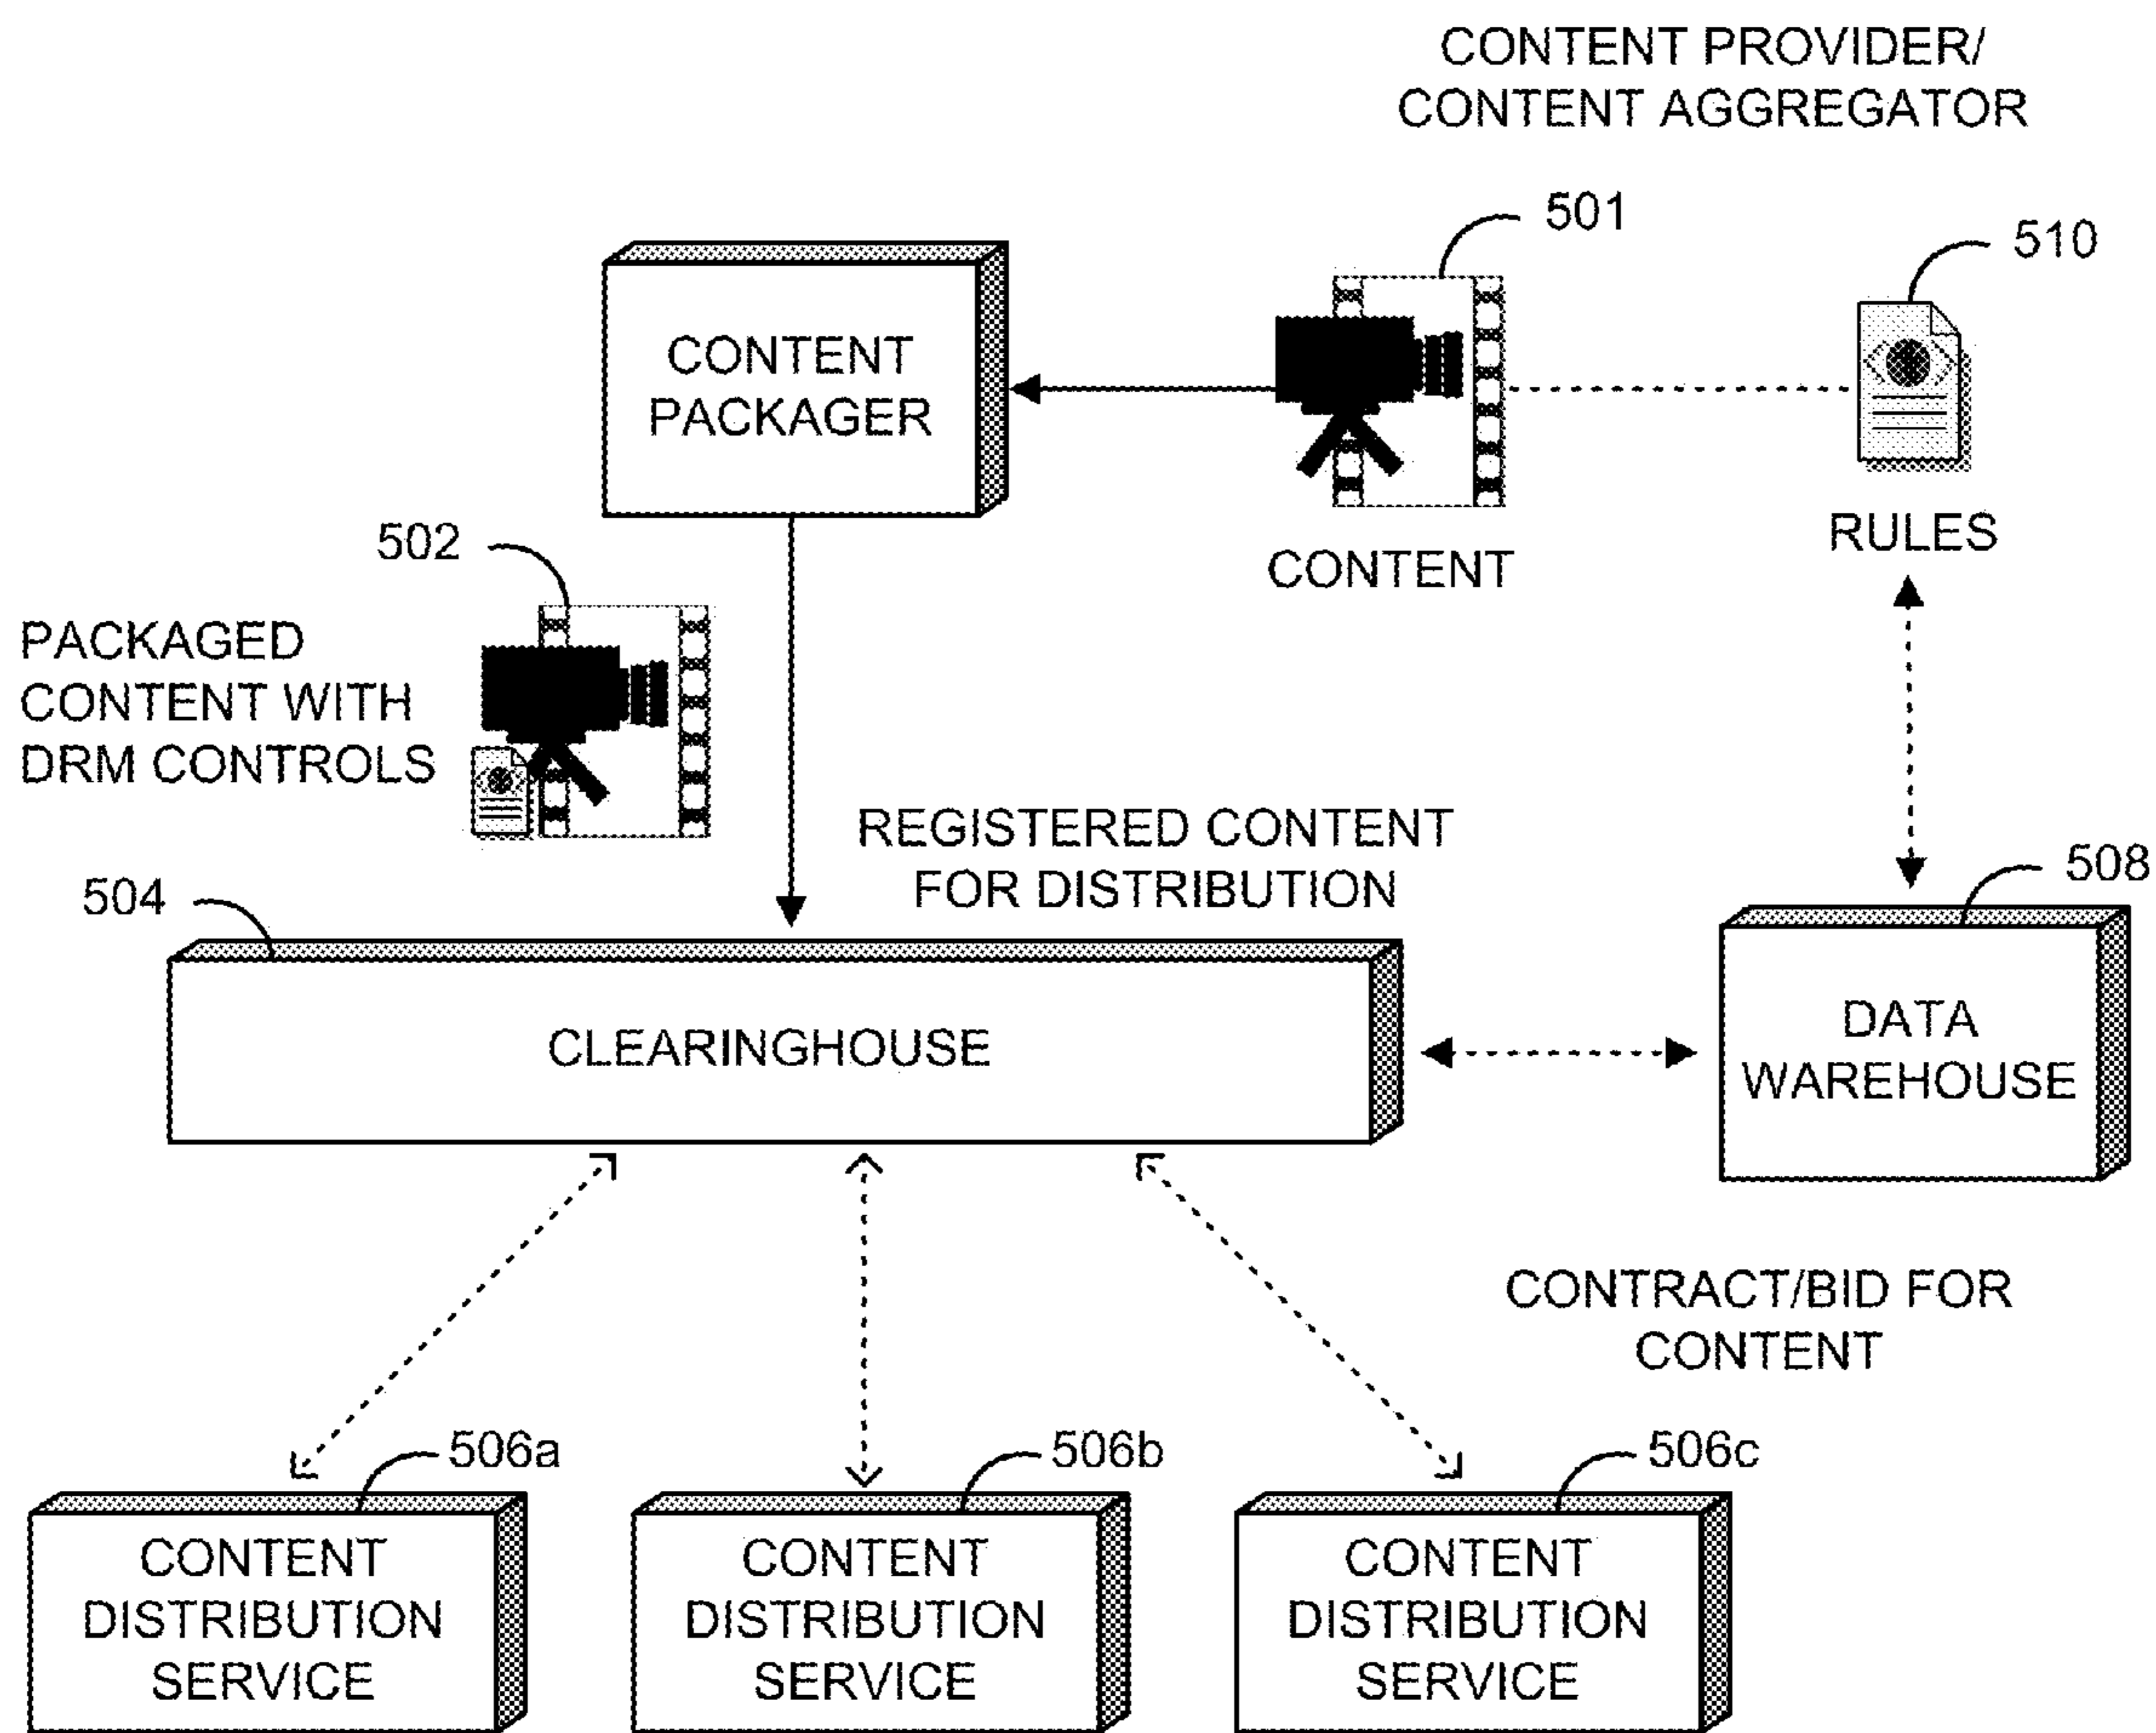 CONTENT PROVIDER/
CONTENT AGGREGATOR
501
510
CONTENT
PACKAGER
502
CONTENT
RULES
PACKAGED
CONTENT WITH
DRM CONTROLS
REGISTERED CONTENT
FOR DISTRIBUTION
504
508
CLEARINGHOUSE
DATA
WAREHOUSE
CONTRACT/BID FOR
CONTENT
506a
506b
506c
CONTENT
DISTRIBUTION
SERVICE
CONTENT
DISTRIBUTION
SERVICE
CONTENT
DISTRIBUTION
SERVICE